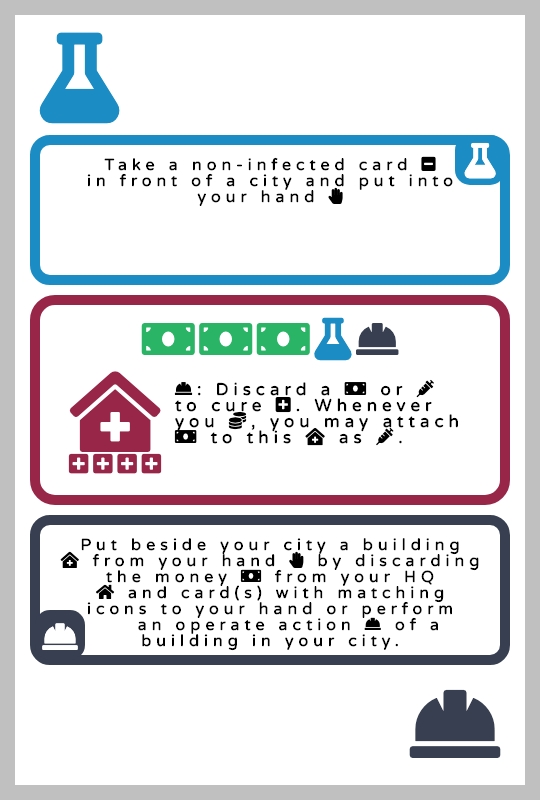 Take a non-infected card
in front of a city and put into
your hand
: Discard a or
to cure . Whenever
you , you may attach
to this as .
Put beside your city a building
from your hand by discarding
the money from your HQ
and card(s) with matching
icons to your hand or perform
an operate action of a
building in your city.